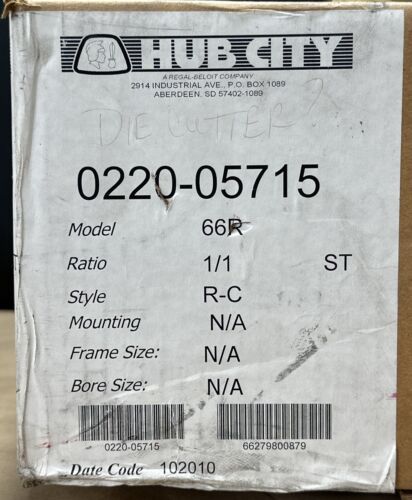 HUB CITY
A REGAL-BELOIT COMPANY
2914 INDUSTRIAL AVE., P.O. BOX 1089
ABERDEEN, SD 57402-1089
DIE CUTTER?
0220-05715
Model 66R
Ratio 1/1 ST
Style R-C
Mounting N/A
Frame Size: N/A
Bore Size: N/A
0220-05715 66279800879
Date Code 102010